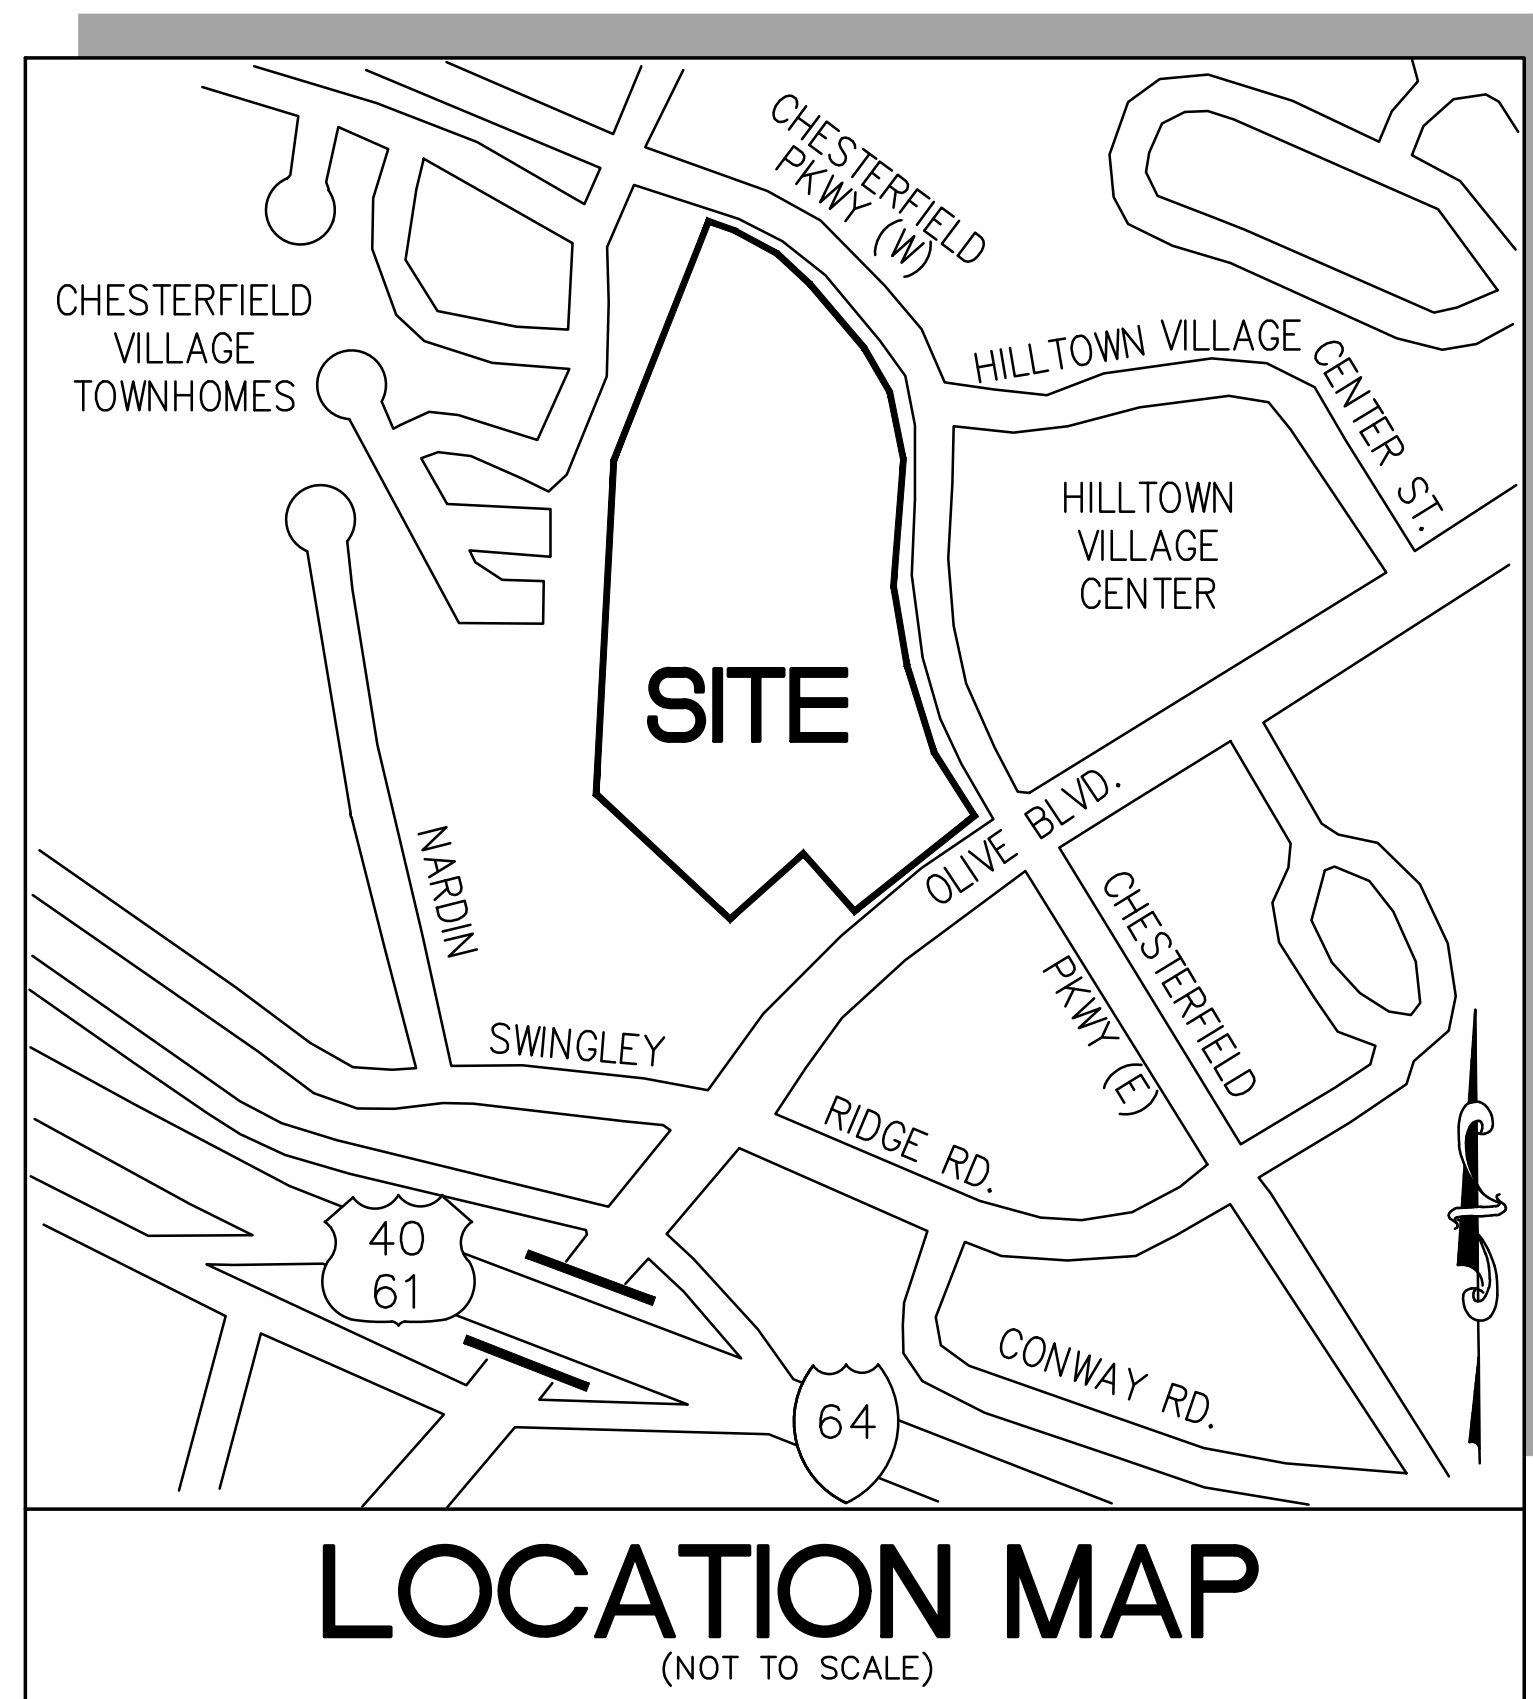 CHESTERFIELD
PKWY (W)
CHESTERFIELD
VILLAGE
TOWNHOMES
HILLTOWN VILLAGE CENTER ST.
HILLTOWN
VILLAGE
CENTER
SITE
OLIVE BLVD.
NARDIN
CHESTERFIELD
PKWY (E)
SWINGLEY
RIDGE RD.
40
61
CONWAY RD.
64
LOCATION MAP
(NOT TO SCALE)